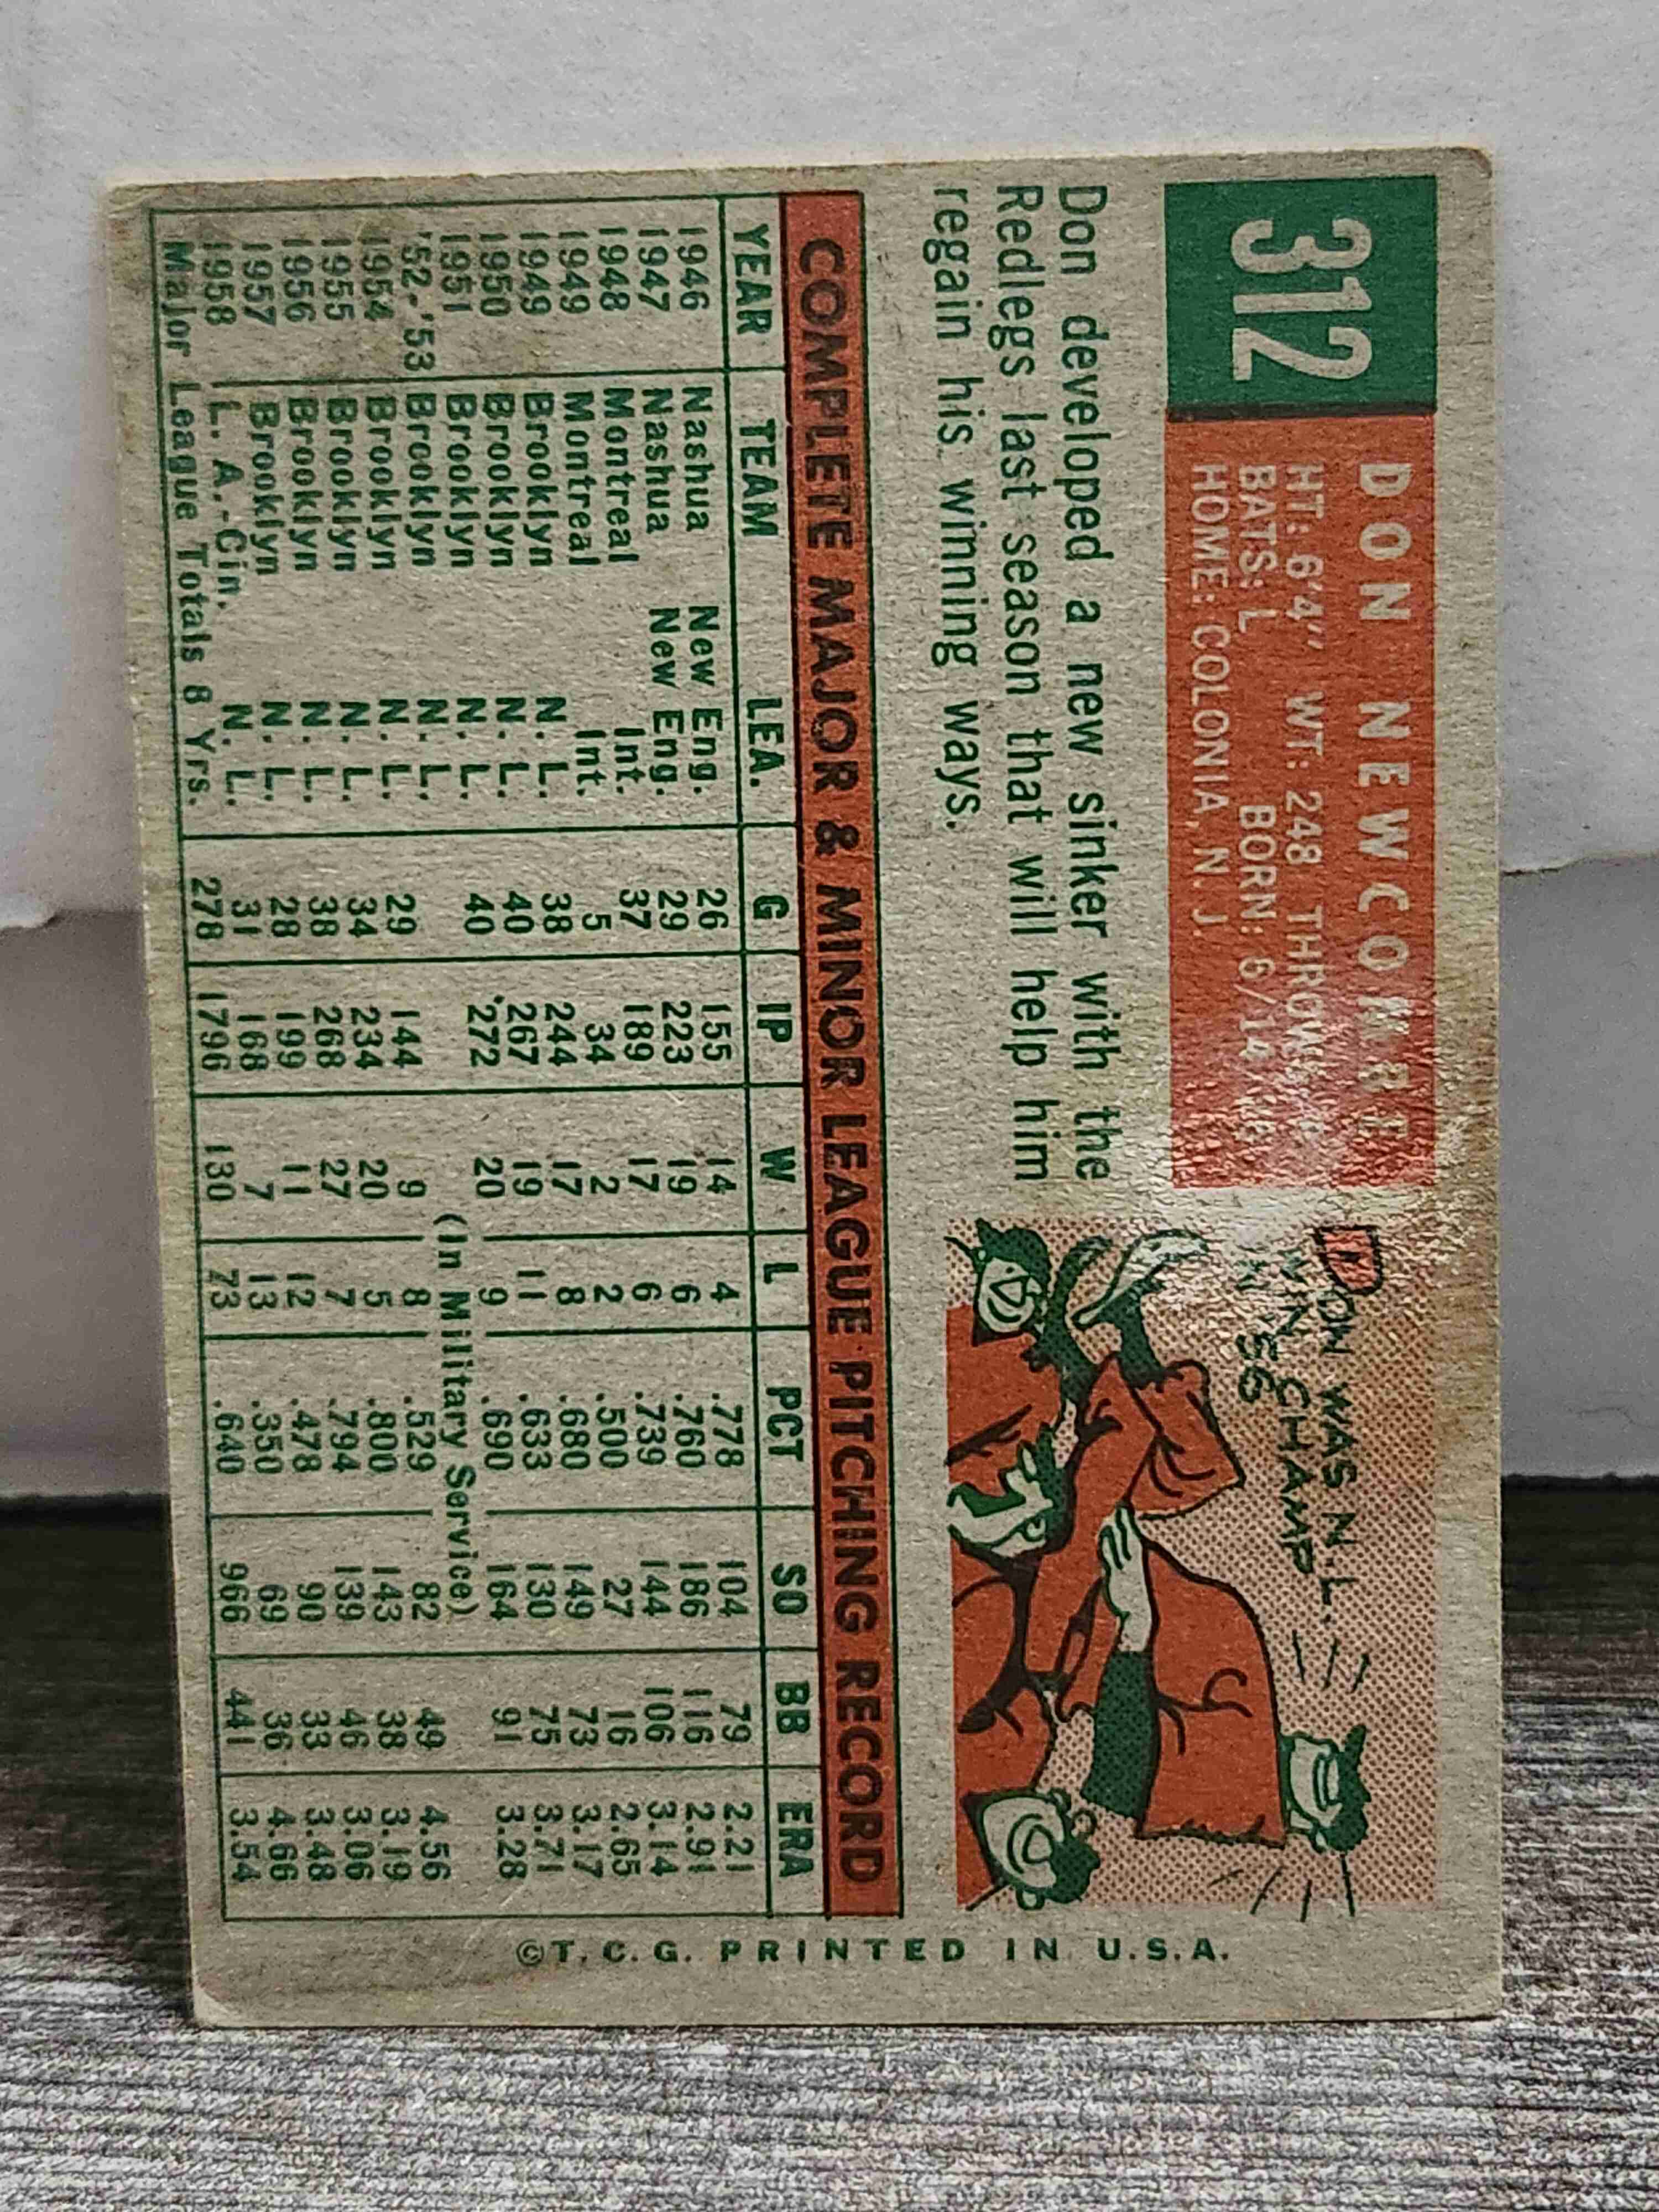 312
DON NEWCOMBE
HT: 6'4" WT: 248 THROWS:
BATS: L BORN: 6/14/
HOME: COLONIA, N. J.
Don developed a new sinker with the
Redlegs last season that will help him
regain his winning ways.
DON WAS N.L.
CHAMP
IN '56
COMPLETE MAJOR & MINOR LEAGUE PITCHING RECORD
YEAR TEAM LEA. G IP W L PCT SO BB ERA
1946 Nashua New Eng. 26 155 14 4 .778 104 79 2.21
1947 Nashua New Eng. 29 223 19 6 .760 186 116 2.91
1948 Montreal Int. 37 189 17 6 .739 144 106 3.14
1949 Montreal Int. 5 34 2 2 .500 27 16 2.65
1949 Brooklyn N. L. 38 244 17 8 .680 149 73 3.17
1950 Brooklyn N. L. 40 267 19 11 .633 130 75 3.71
1951 Brooklyn N. L. 40 272 20 9 .690 164 91 3.28
'52-'53 Brooklyn N. L. (In Military Service)
1954 Brooklyn N. L. 29 144 9 8 .529 82 49 4.56
1955 Brooklyn N. L. 34 234 20 5 .800 143 38 3.19
1956 Brooklyn N. L. 38 268 27 7 .794 139 46 3.06
1957 Brooklyn N. L. 28 199 11 12 .478 90 33 3.48
1958 L. A.-Cin. N. L. 31 168 7 13 .350 69 36 4.66
Major League Totals 8 Yrs. 278 1796 130 73 .640 966 441 3.54
©T. C. G. PRINTED IN U.S.A.